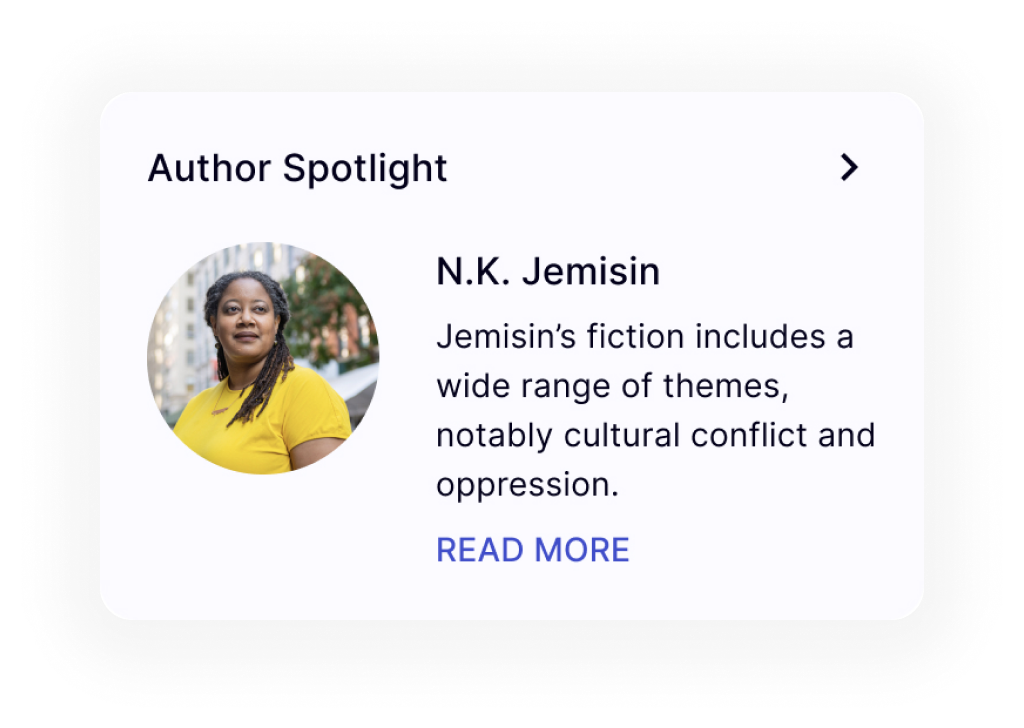 Author Spotlight
N.K. Jemisin
Jemisin’s fiction includes a
wide range of themes,
notably cultural conflict and
oppression.
READ MORE